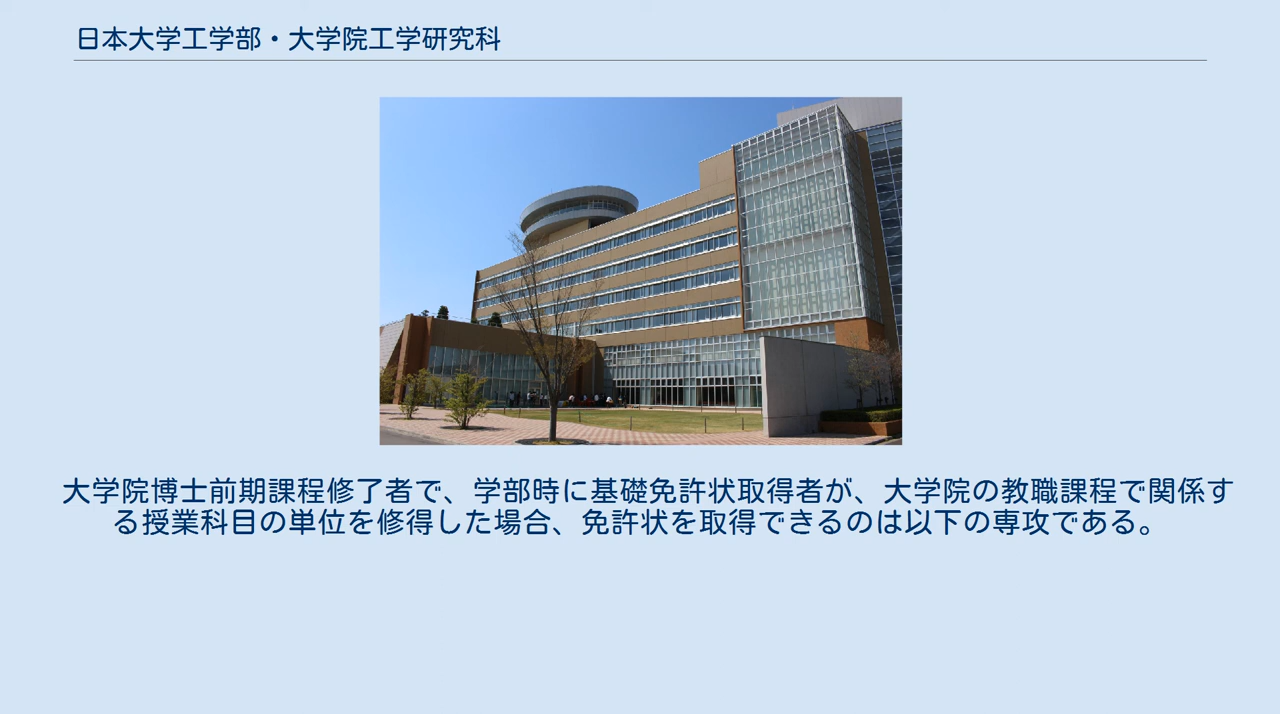 日本大学工学部・大学院工学研究科
大学院博士前期課程修了者で、学部時に基礎免許状取得者が、大学院の教職課程で関係す
る授業科目の単位を修得した場合、免許状を取得できるのは以下の専攻である。